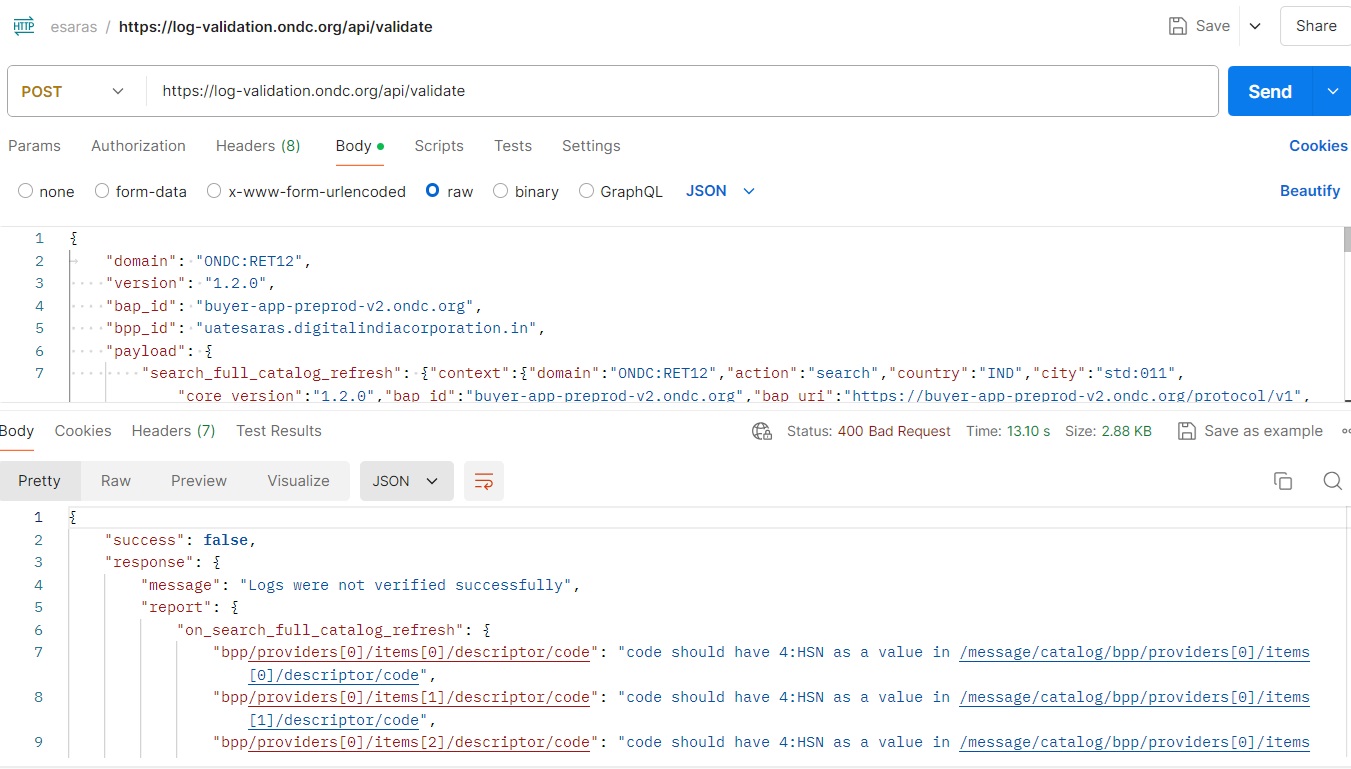 HTTP esaras / https://log-validation.ondc.org/api/validate Save Share
POST https://log-validation.ondc.org/api/validate Send
Params Authorization Headers (8) Body Scripts Tests Settings Cookies
none form-data x-www-form-urlencoded raw binary GraphQL JSON Beautify
1 {
2 "domain": "ONDC:RET12",
3 "version": "1.2.0",
4 "bap_id": "buyer-app-preprod-v2.ondc.org",
5 "bpp_id": "uatesaras.digitalindiacorporation.in",
6 "payload": {
7 "search_full_catalog_refresh": {"context":{"domain":"ONDC:RET12","action":"search","country":"IND","city":"std:011",
"core_version":"1.2.0","bap_id":"buyer-app-preprod-v2.ondc.org","bap_uri":"https://buyer-app-preprod-v2.ondc.org/protocol/v1",
Body Cookies Headers (7) Test Results Status: 400 Bad Request Time: 13.10 s Size: 2.88 KB Save as example
Pretty Raw Preview Visualize JSON
1 {
2 "success": false,
3 "response": {
4 "message": "Logs were not verified successfully",
5 "report": {
6 "on_search_full_catalog_refresh": {
7 "bpp/providers[0]/items[0]/descriptor/code": "code should have 4:HSN as a value in /message/catalog/bpp/providers[0]/items
[0]/descriptor/code",
8 "bpp/providers[0]/items[1]/descriptor/code": "code should have 4:HSN as a value in /message/catalog/bpp/providers[0]/items
[1]/descriptor/code",
9 "bpp/providers[0]/items[2]/descriptor/code": "code should have 4:HSN as a value in /message/catalog/bpp/providers[0]/items